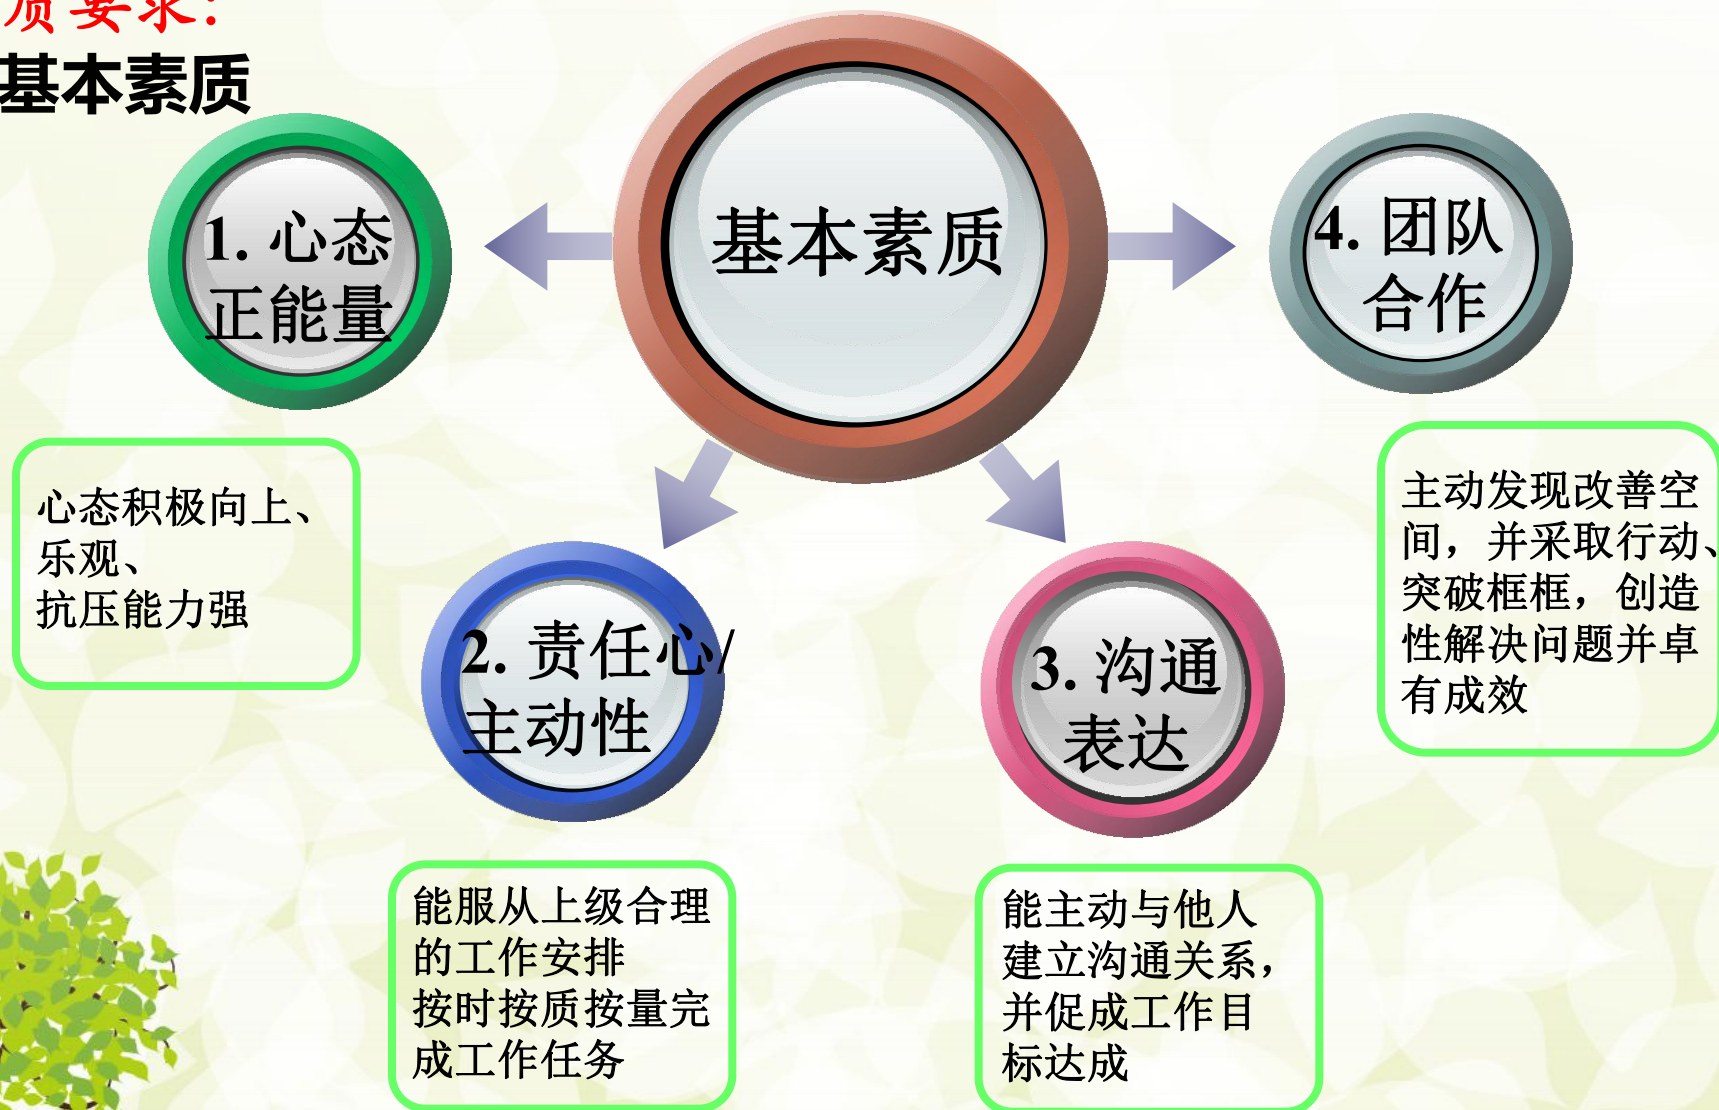 质要求：
基本素质
基本素质
1. 心态
正能量
心态积极向上、
乐观、
抗压能力强
2. 责任心/
主动性
能服从上级合理
的工作安排
按时按质按量完
成工作任务
3. 沟通
表达
能主动与他人
建立沟通关系，
并促成工作目
标达成
4. 团队
合作
主动发现改善空
间，并采取行动、
突破框框，创造
性解决问题并卓
有成效